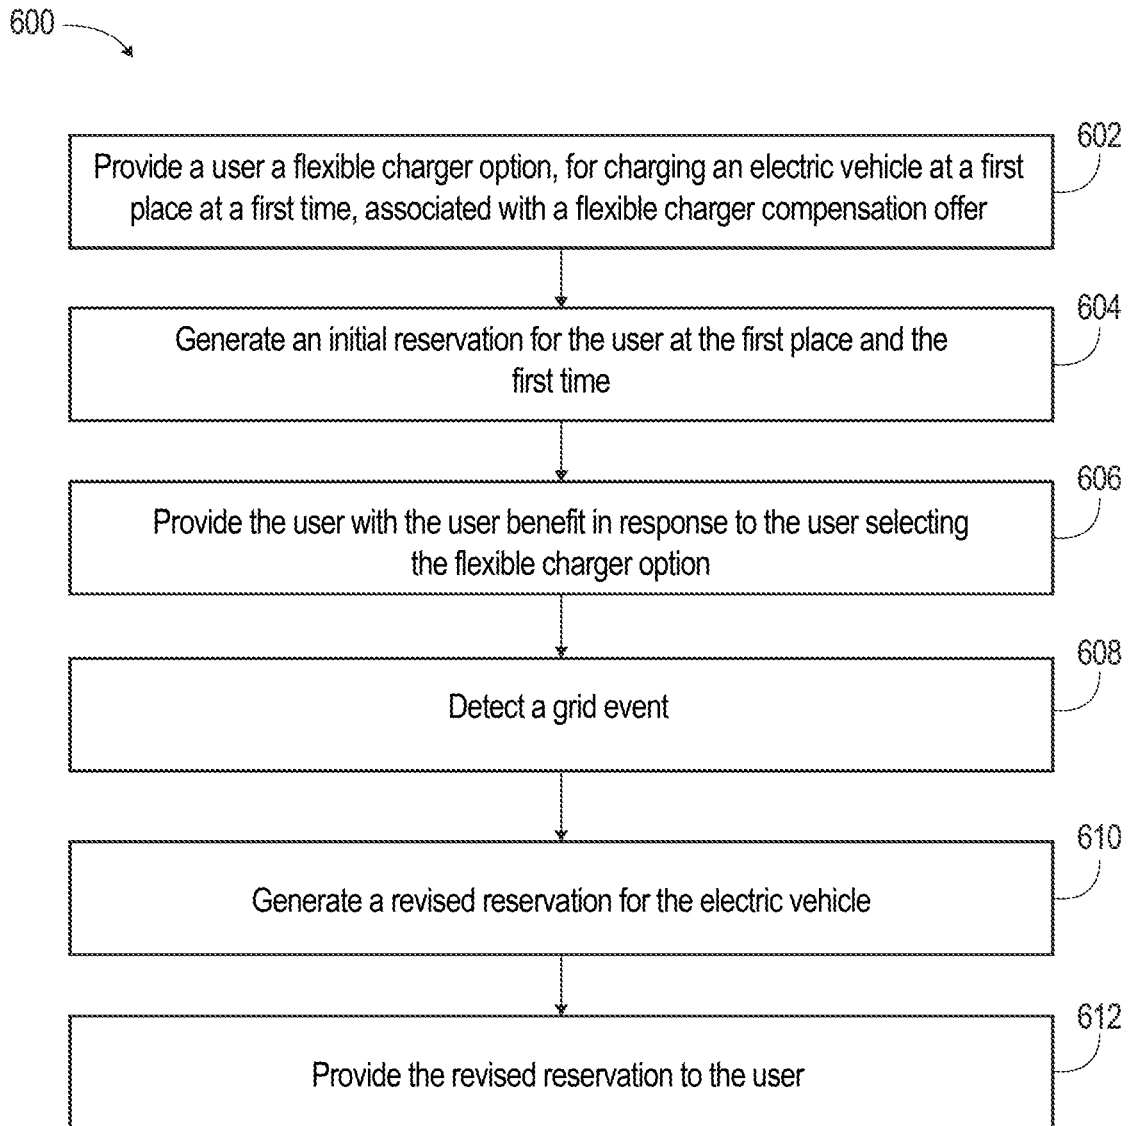 600
602
Provide a user a flexible charger option, for charging an electric vehicle at a first
place at a first time, associated with a flexible charger compensation offer
604
Generate an initial reservation for the user at the first place and the
first time
606
Provide the user with the user benefit in response to the user selecting
the flexible charger option
608
Detect a grid event
610
Generate a revised reservation for the electric vehicle
612
Provide the revised reservation to the user